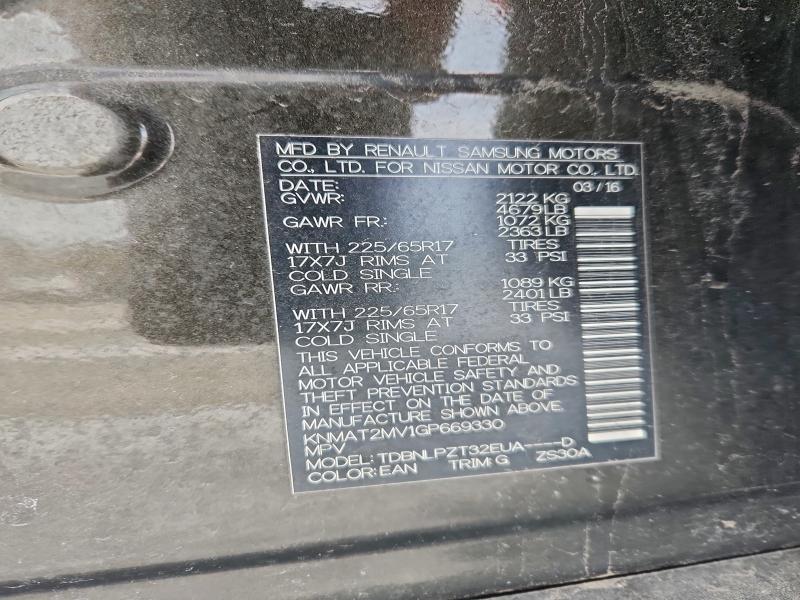 MFD BY RENAULT SAMSUNG MOTORS
CO., LTD. FOR NISSAN MOTOR CO., LTD.
DATE: 03/16
GVWR: 2122 KG
4679LB
GAWR FR: 1072 KG
2363LB
WITH 225/65R17 TIRES
17X7J RIMS AT 33 PSI
COLD SINGLE
GAWR RR: 1089 KG
2401LB
WITH 225/65R17 TIRES
17X7J RIMS AT 33 PSI
COLD SINGLE
THIS VEHICLE CONFORMS TO
ALL APPLICABLE FEDERAL
MOTOR VEHICLE SAFETY AND
THEFT PREVENTION STANDARDS
IN EFFECT ON THE DATE OF
MANUFACTURE SHOWN ABOVE
KNMAT2MV1GP669330
MPV
MODEL: TDBNLPZT32EUA----D
COLOR:EAN TRIM:G ZS30A